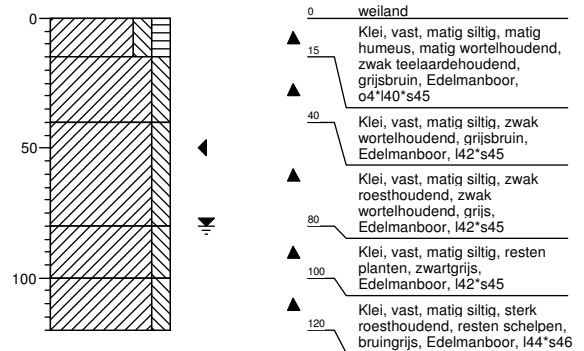 0
50
100
0
weiland
15
Klei, vast, matig siltig, matig
humeus, matig wortelhoudend,
zwak teelaardehoudend,
grijsbruin, Edelmanboor,
o4*l40*s45
40
Klei, vast, matig siltig, zwak
wortelhoudend, grijsbruin,
Edelmanboor, l42*s45
80
Klei, vast, matig siltig, zwak
roesthoudend, zwak
wortelhoudend, grijs,
Edelmanboor, l42*s45
100
Klei, vast, matig siltig, resten
planten, zwartgrijs,
Edelmanboor, l42*s45
120
Klei, vast, matig siltig, sterk
roesthoudend, resten schelpen,
bruingrijs, Edelmanboor, l44*s46